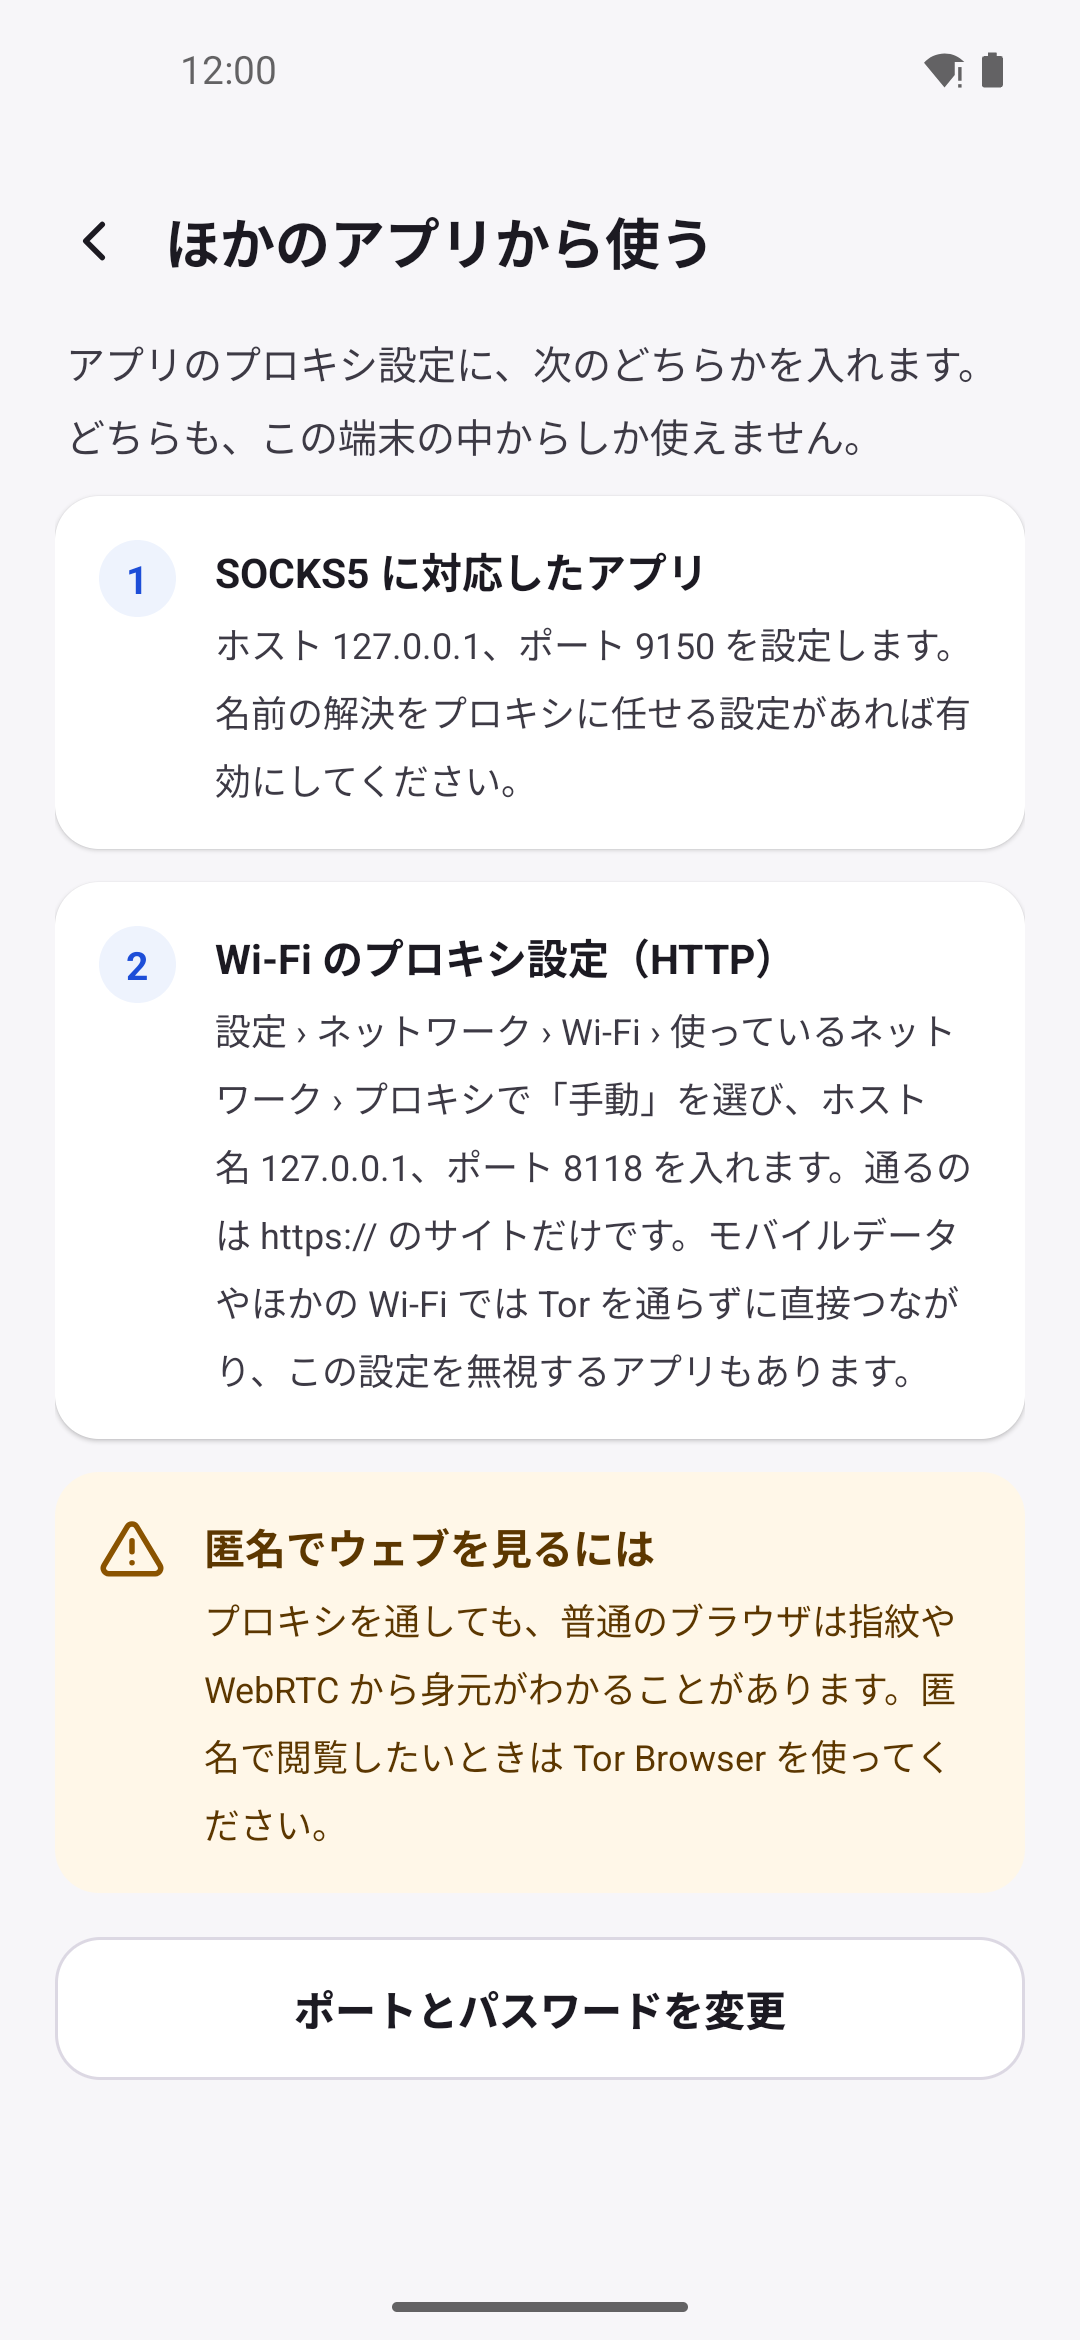 12:00
ほかのアプリから使う
アプリのプロキシ設定に、次のどちらかを入れます。
どちらも、この端末の中からしか使えません。
1
SOCKS5 に対応したアプリ
ホスト 127.0.0.1、ポート 9150 を設定します。
名前の解決をプロキシに任せる設定があれば有
効にしてください。
2
Wi-Fi のプロキシ設定（HTTP）
設定 › ネットワーク › Wi-Fi › 使っているネット
ワーク › プロキシで「手動」を選び、ホスト
名 127.0.0.1、ポート 8118 を入れます。通るの
は https:// のサイトだけです。モバイルデータ
やほかの Wi-Fi では Tor を通らずに直接つなが
り、この設定を無視するアプリもあります。
匿名でウェブを見るには
プロキシを通しても、普通のブラウザは指紋や
WebRTC から身元がわかることがあります。匿
名で閲覧したいときは Tor Browser を使ってく
ださい。
ポートとパスワードを変更